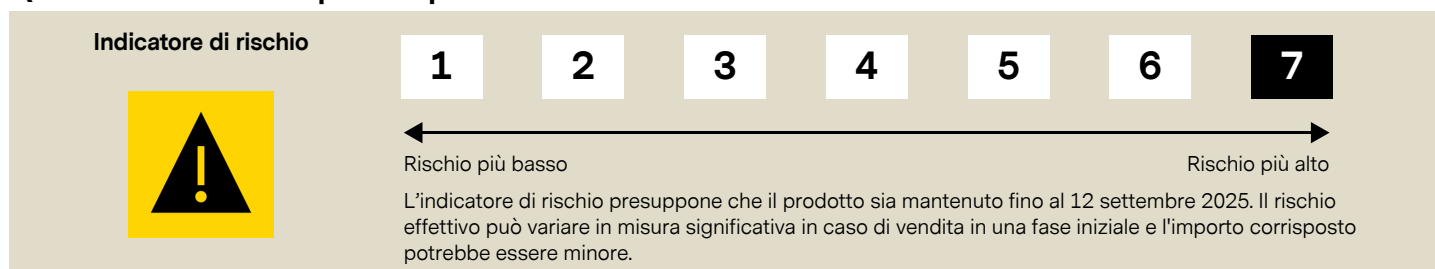 Indicatore di rischio
1 2 3 4 5 6 7
Rischio più basso Rischio più alto
L’indicatore di rischio presuppone che il prodotto sia mantenuto fino al 12 settembre 2025. Il rischio
effettivo può variare in misura significativa in caso di vendita in una fase iniziale e l'importo corrisposto
potrebbe essere minore.